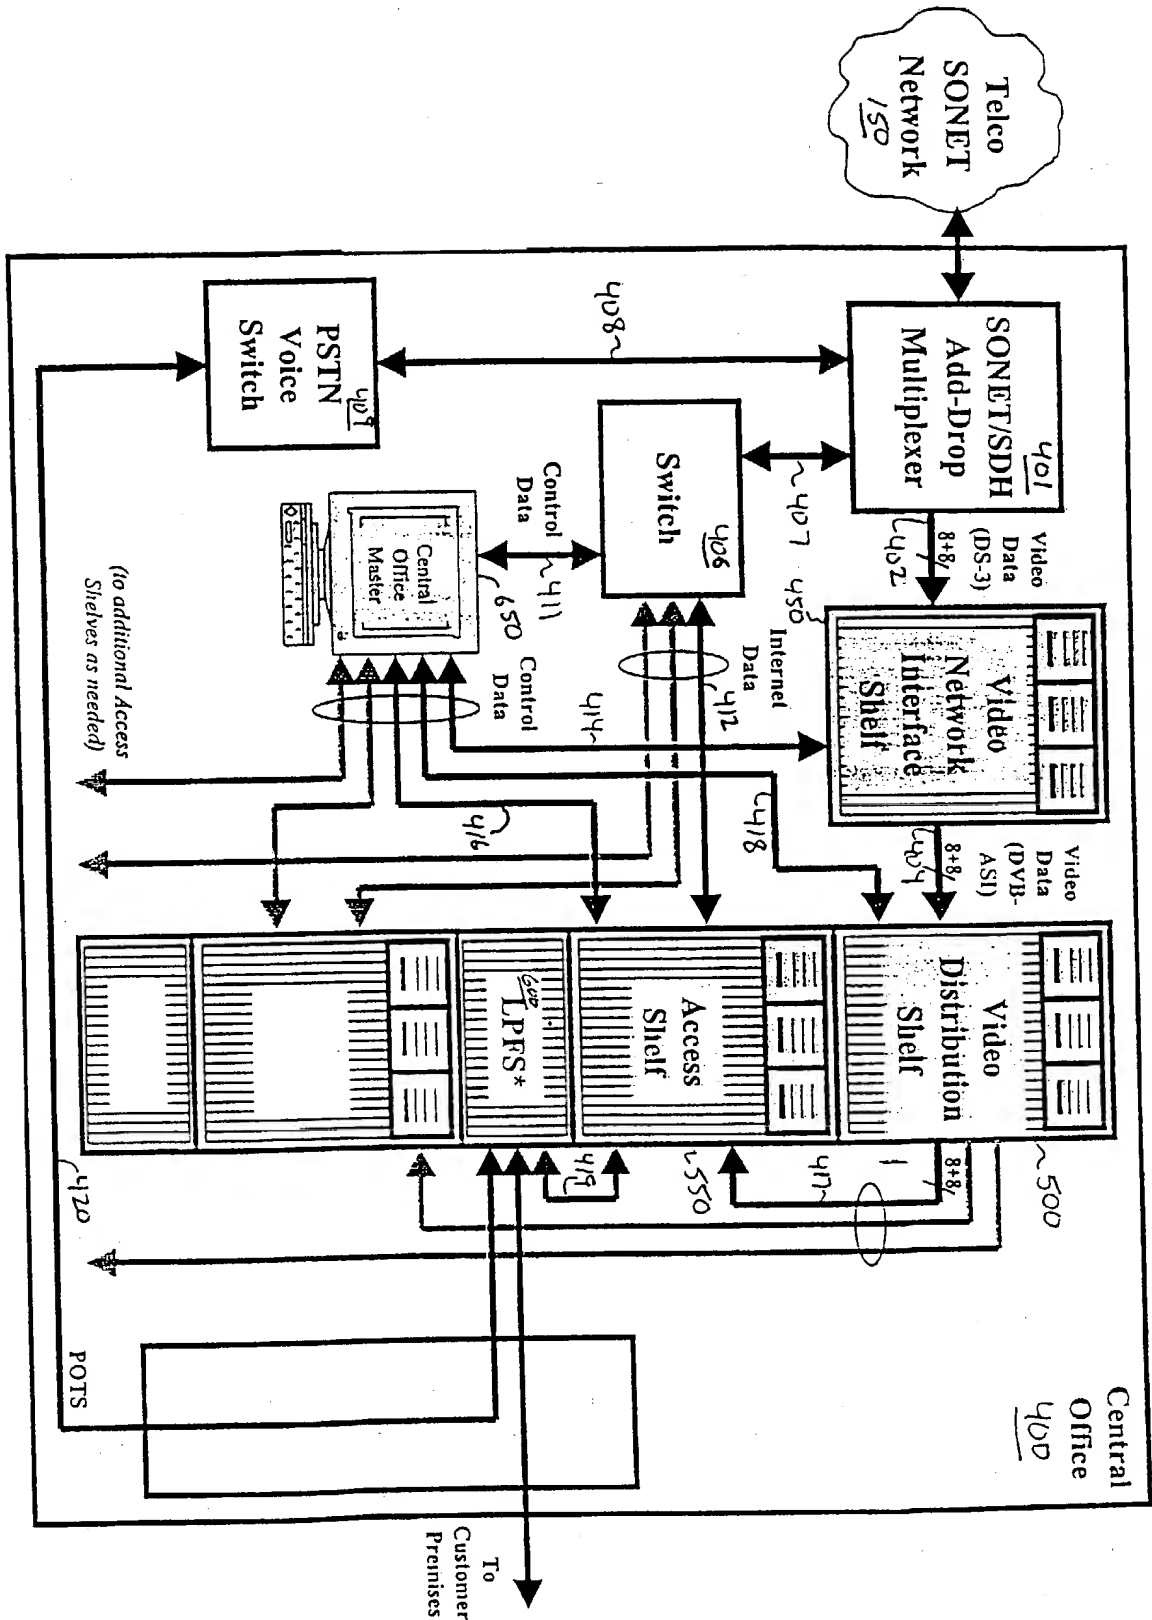 Telco
SONET
Network
150
Central
Office
400
SONET/SDH
Add-Drop
Multiplexer
401
Video
Data
(DS-3)
8+8
402
450
Video
Network
Interface
Shelf
Video
Data
(DVB-
ASI)
8+8
404
Video
Distribution
Shelf
500
8+8
417
408
407
Switch
406
Internet
Data
412
414
418
416
Control
Data
411
650
Central
Office
Master
Control
Data
PSTN
Voice
Switch
409
(to additional Access
Shelves as needed)
Access
Shelf
550
419
600
LPFS*
420
POTS
To
Customer
Premises